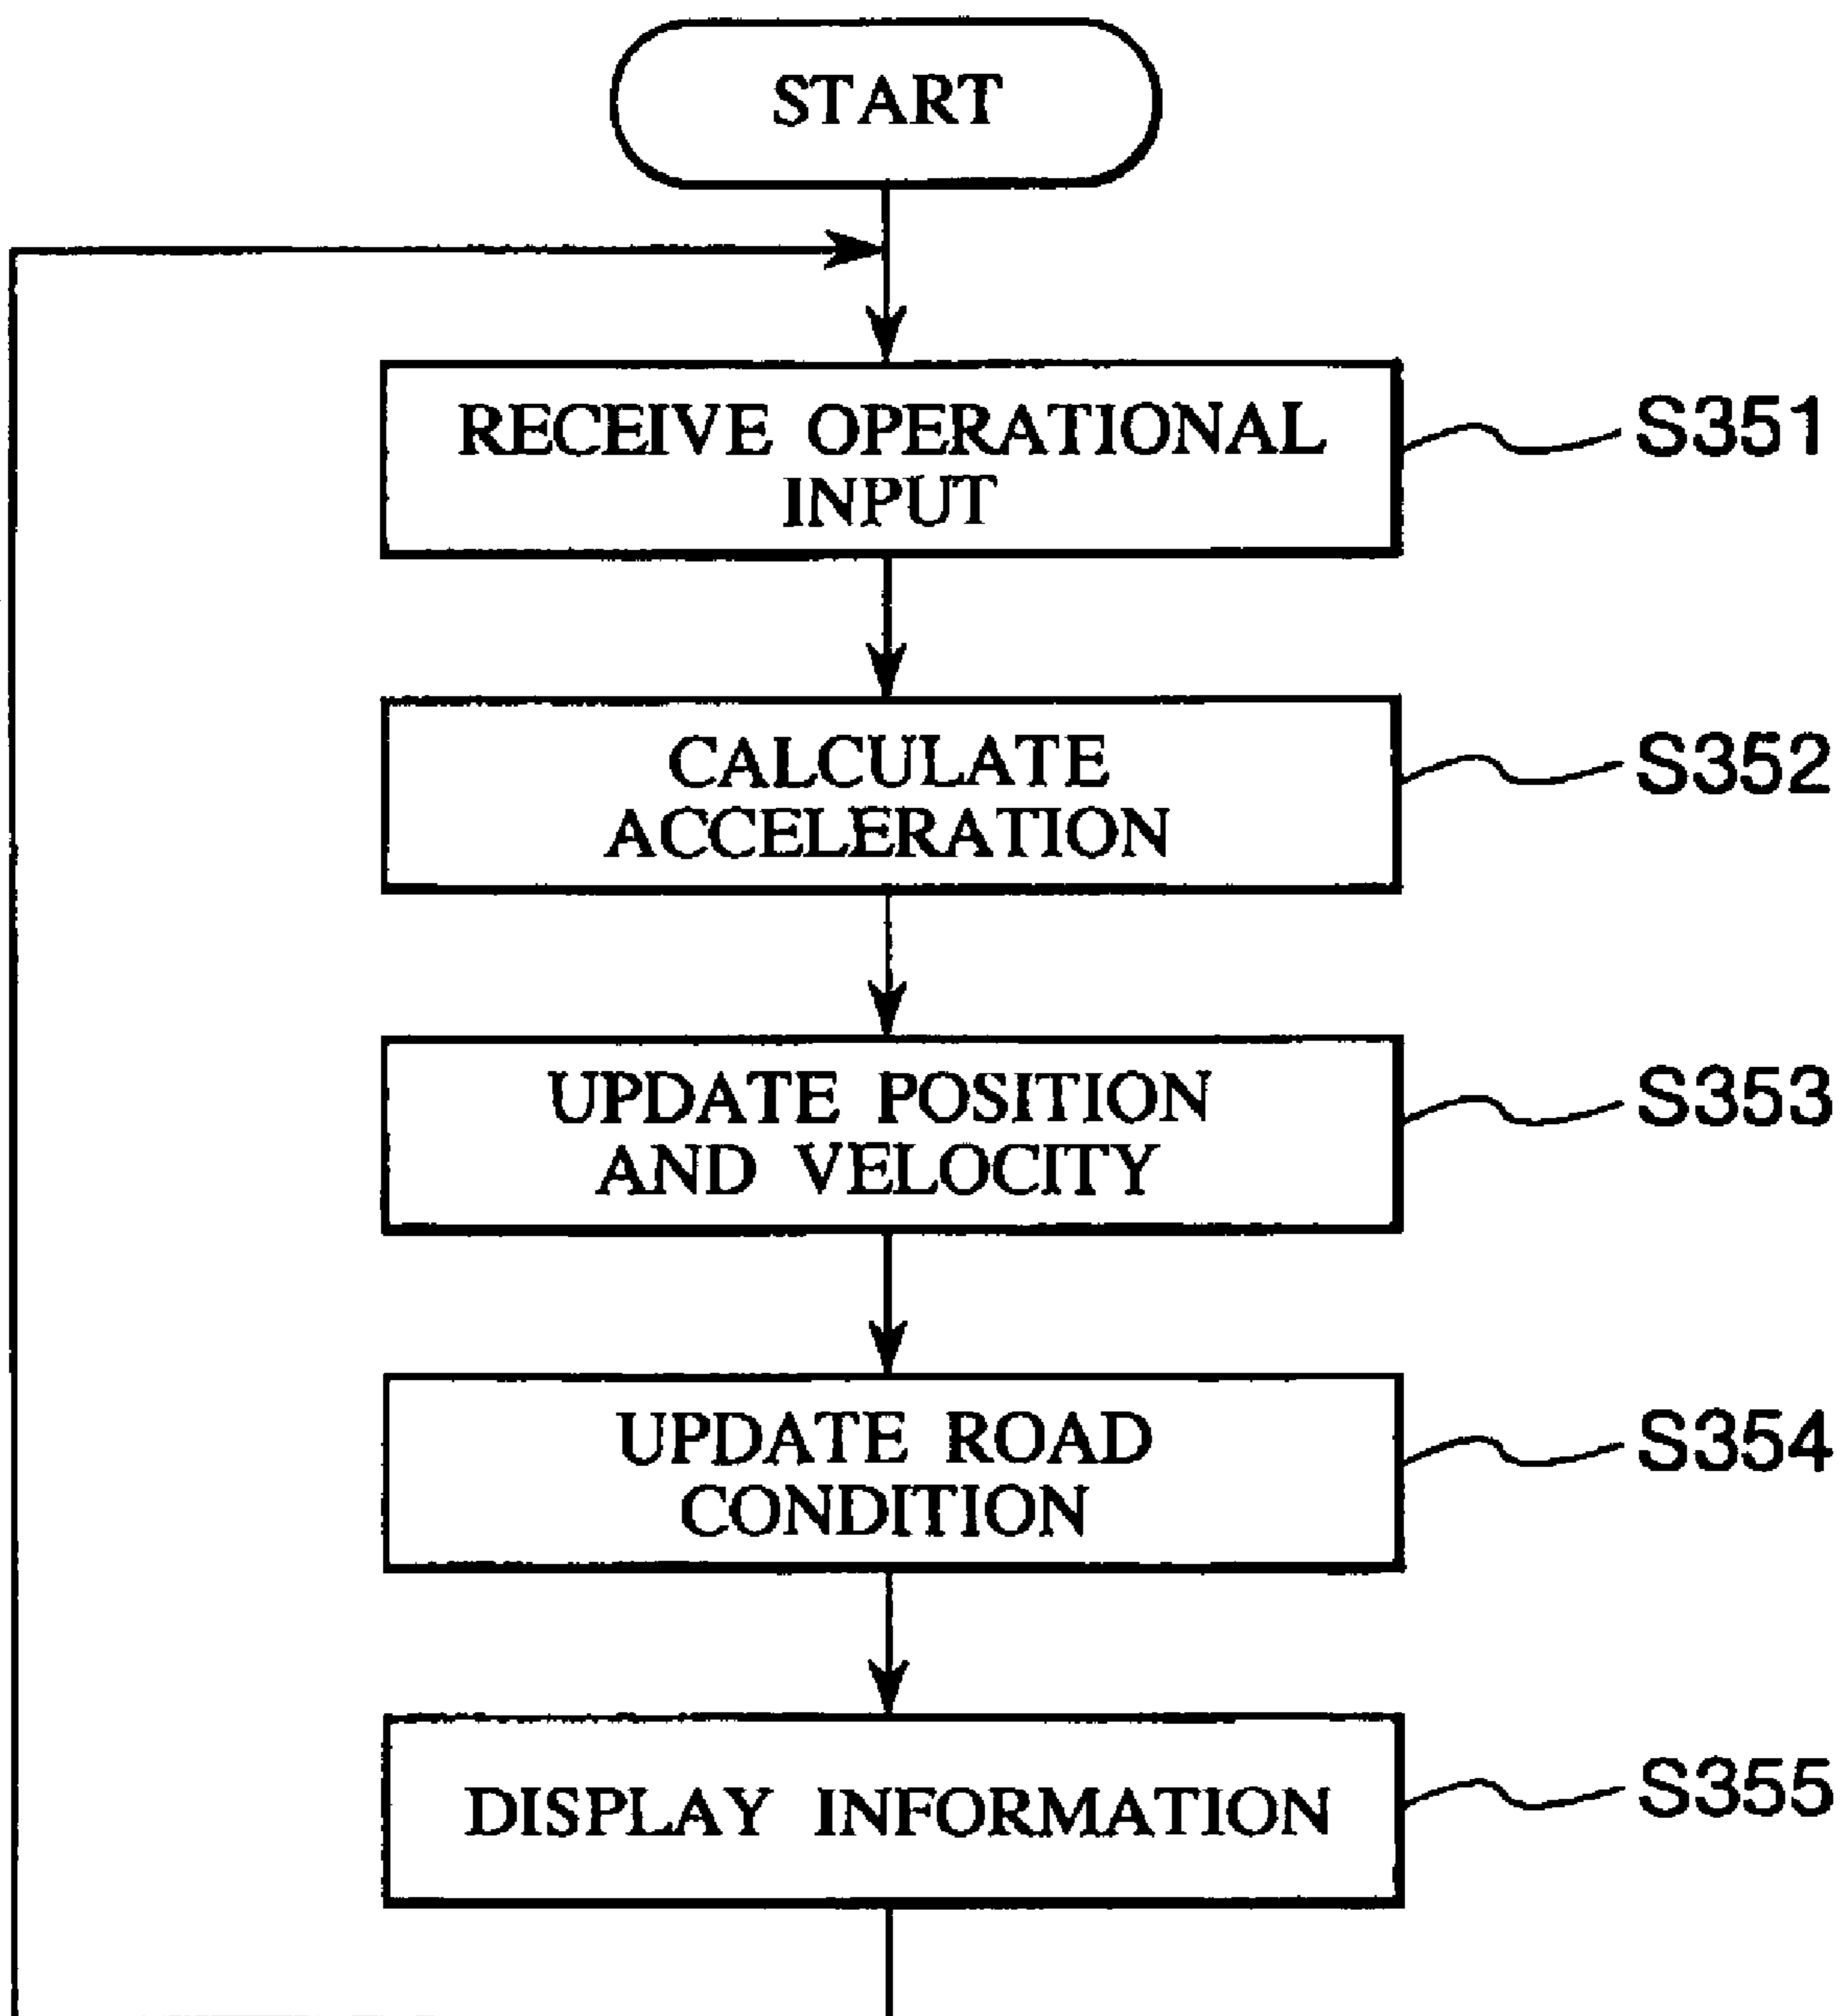 START
RECEIVE OPERATIONAL
INPUT
S351
CALCULATE
ACCELERATION
S352
UPDATE POSITION
AND VELOCITY
S353
UPDATE ROAD
CONDITION
S354
DISPLAY INFORMATION
S355